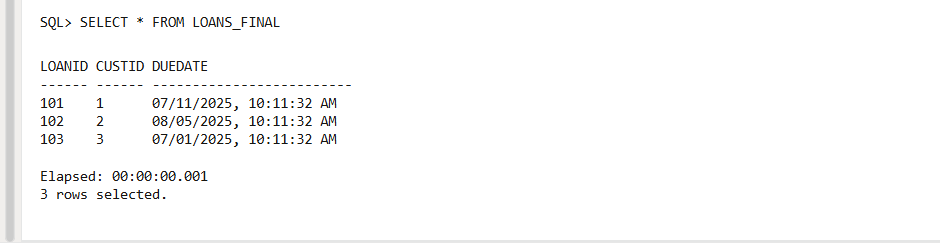 SQL> SELECT * FROM LOANS_FINAL
LOANID CUSTID DUEDATE
------ ------ -------------------------
101    1      07/11/2025, 10:11:32 AM
102    2      08/05/2025, 10:11:32 AM
103    3      07/01/2025, 10:11:32 AM
Elapsed: 00:00:00.001
3 rows selected.